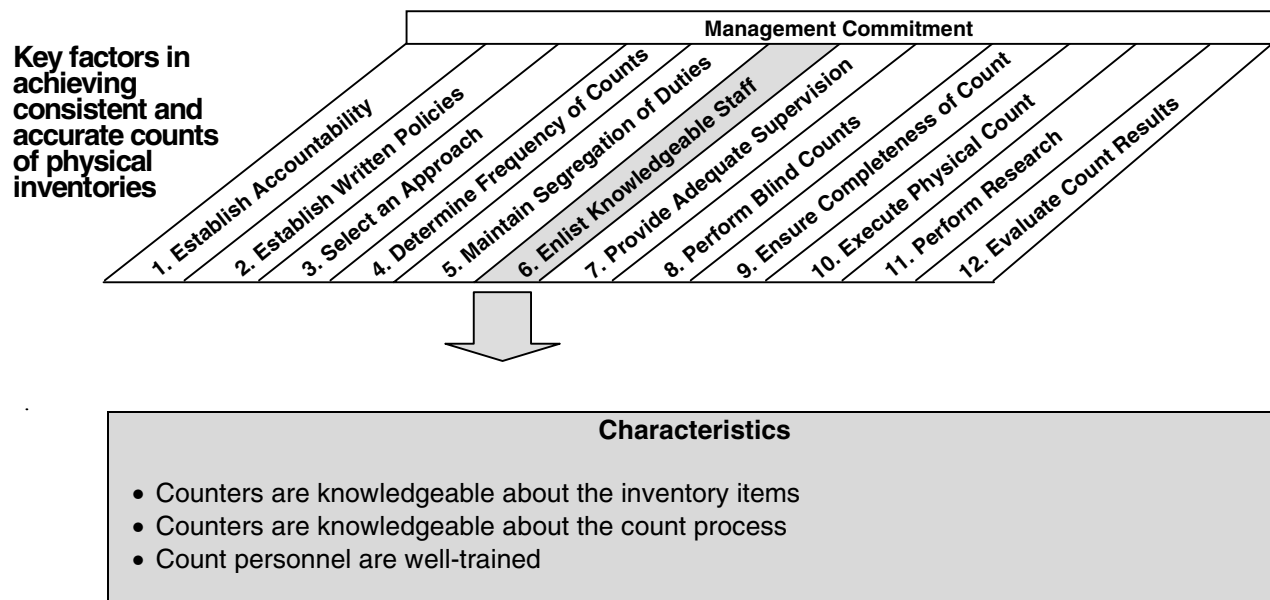 Management Commitment
Key factors in
achieving
consistent and
accurate counts
of physical
inventories
1. Establish Accountability
2. Establish Written Policies
3. Select an Approach
4. Determine Frequency of Counts
5. Maintain Segregation of Duties
6. Enlist Knowledgeable Staff
7. Provide Adequate Supervision
8. Perform Blind Counts
9. Ensure Completeness of Count
10. Execute Physical Count
11. Perform Research
12. Evaluate Count Results
Characteristics
• Counters are knowledgeable about the inventory items
• Counters are knowledgeable about the count process
• Count personnel are well-trained